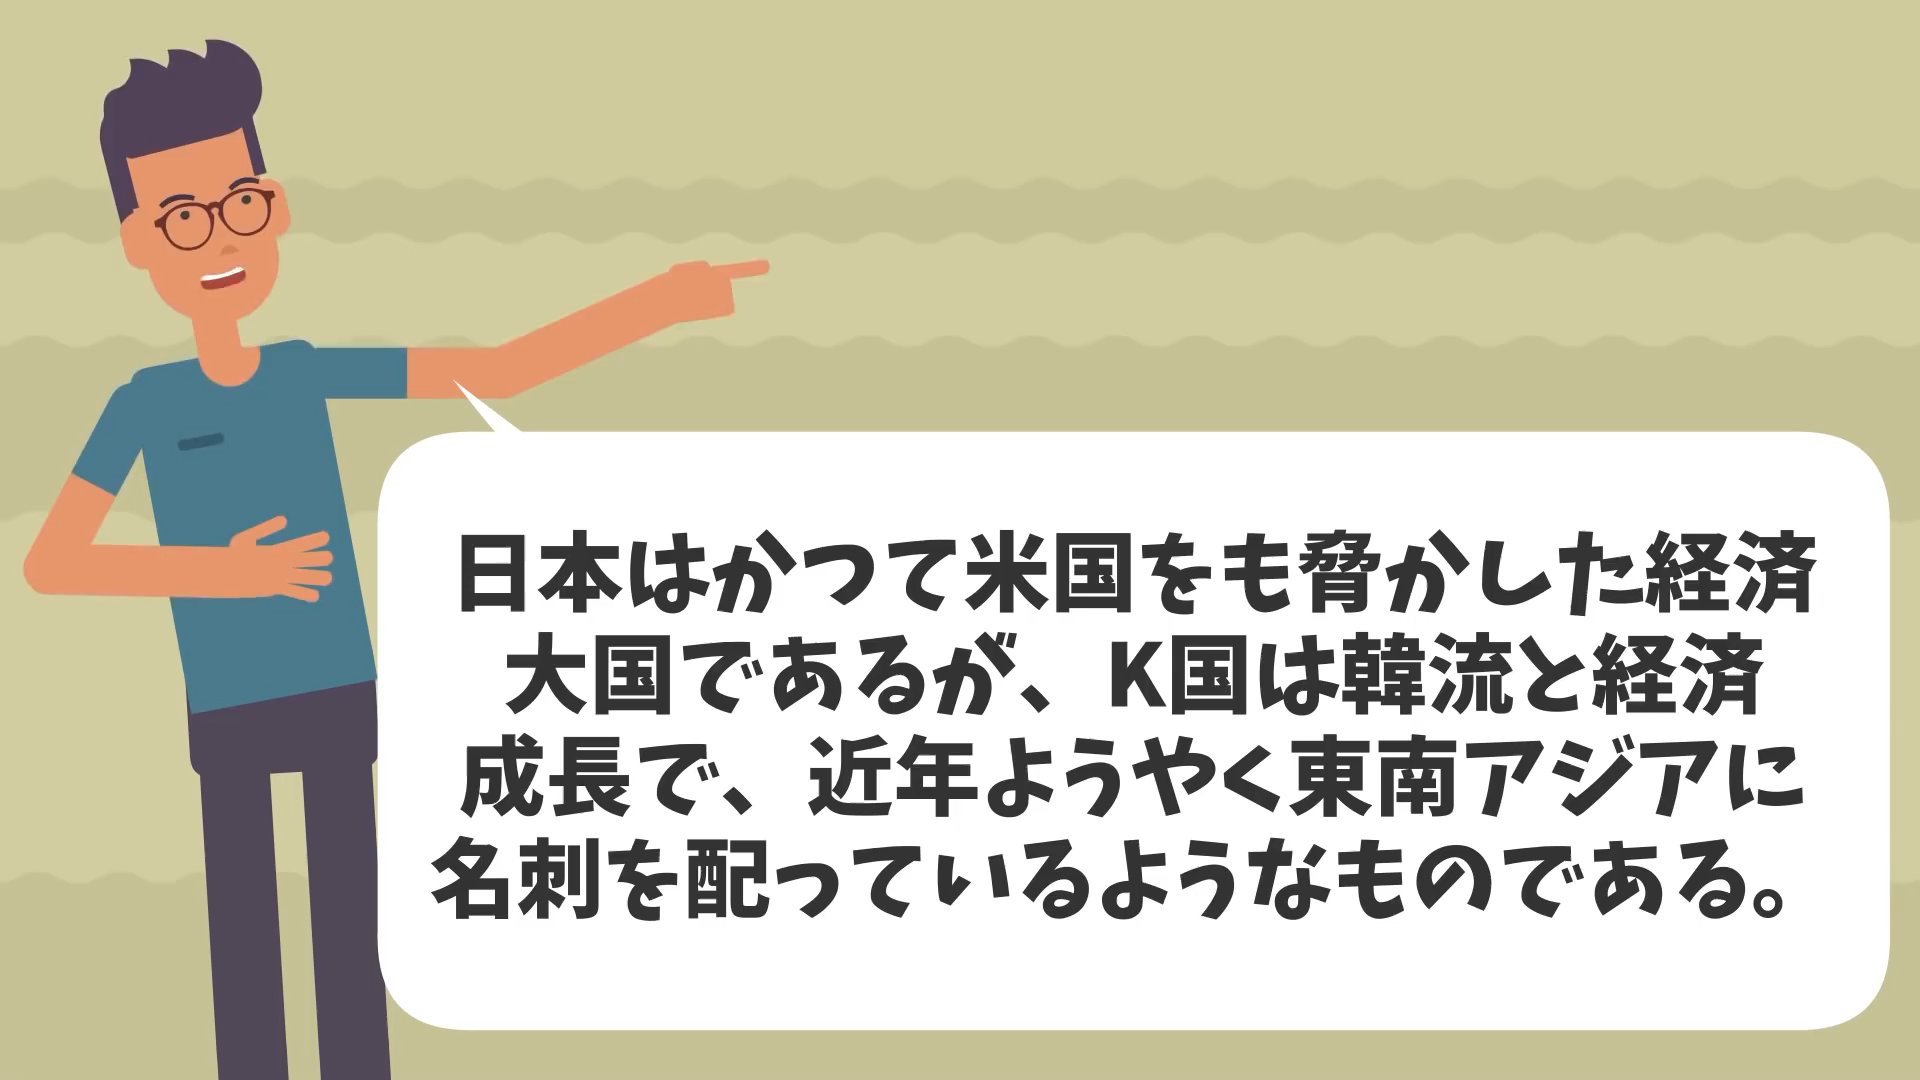 日本はかつて米国をも脅かした経済
大国であるが、K国は韓流と経済
成長で、近年ようやく東南アジアに
名刺を配っているようなものである。